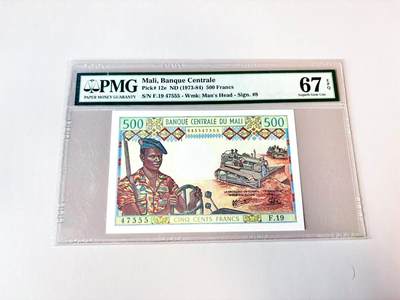 PMG
PAPER MONEY GUARANTY
Mali, Banque Centrale
Pick# 12e ND (1973-84) 500 Francs
S/N F.19 47555 - Wmk: Man's Head - Sign. #8
67 EPQ
Superb Gem Unc
500 BANQUE CENTRALE DU MALI 500
945547555
CINQ CENTS FRANCS
47555 F.19